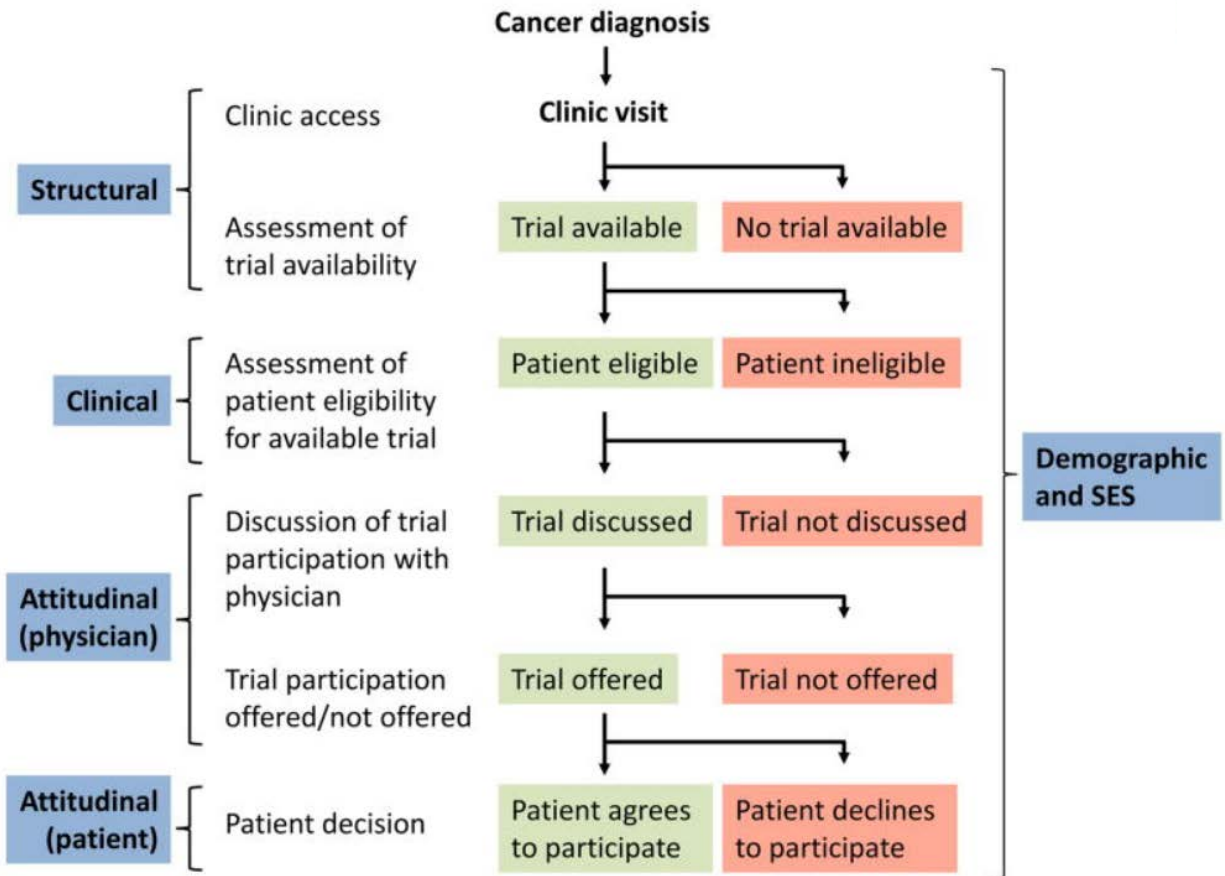 Cancer diagnosis
Clinic access
Clinic visit
Structural
Assessment of
trial availability
Trial available
No trial available
Clinical
Assessment of
patient eligibility
for available trial
Patient eligible
Patient ineligible
Demographic
and SES
Attitudinal
(physician)
Discussion of trial
participation with
physician
Trial discussed
Trial not discussed
Trial participation
offered/not offered
Trial offered
Trial not offered
Attitudinal
(patient)
Patient decision
Patient agrees
to participate
Patient declines
to participate